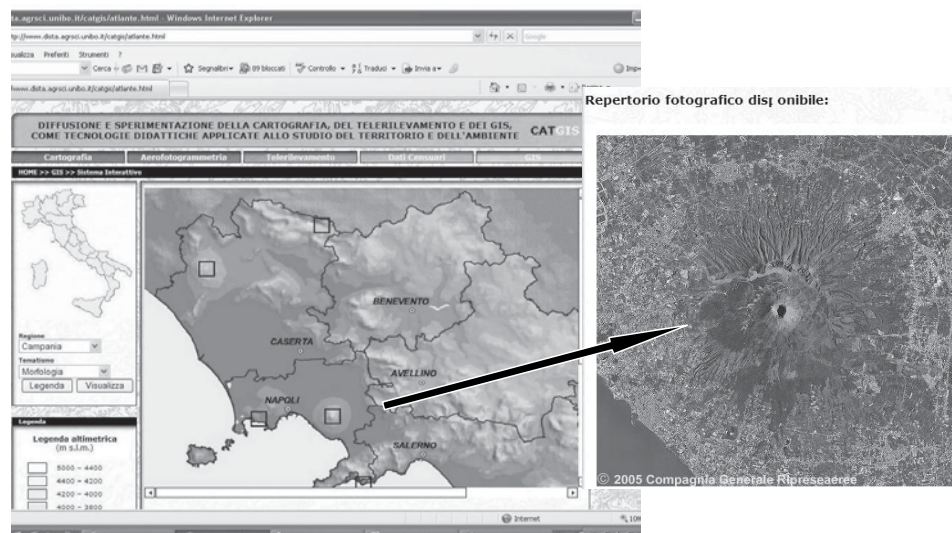 ta.agrsci.unibo.it/catgis/atlante.html - Windows Internet Explorer
tp://www.dista.agrsci.unibo.it/catgis/atlante.html
Google
ualizza Preferiti Strumenti ?
Cerca
Segnalibri
89 bloccati
Controllo
Traduci
Invia a
www.dista.agrsci.unibo.it/catgis/atlante.html
DIFFUSIONE E SPERIMENTAZIONE DELLA CARTOGRAFIA, DEL TELERILEVAMENTO E DEI GIS,
COME TECNOLOGIE DIDATTICHE APPLICATE ALLO STUDIO DEL TERRITORIO E DELL'AMBIENTE
CATGIS
Cartografia Aerofotogrammetria Telerilevamento Dati Censuari GIS
HOME >> GIS >> Sistema Interattivo
BENEVENTO
CASERTA
AVELLINO
NAPOLI
SALERNO
Regione
Campania
Tematismo
Morfologia
Legenda Visualizza
Legenda
Legenda altimetrica
(m s.l.m.)
5000 - 4400
4400 - 4200
4200 - 4000
4000 - 3800
Internet
Repertorio fotografico disponibile:
© 2005 Compagnia Generale Ripreseaeree